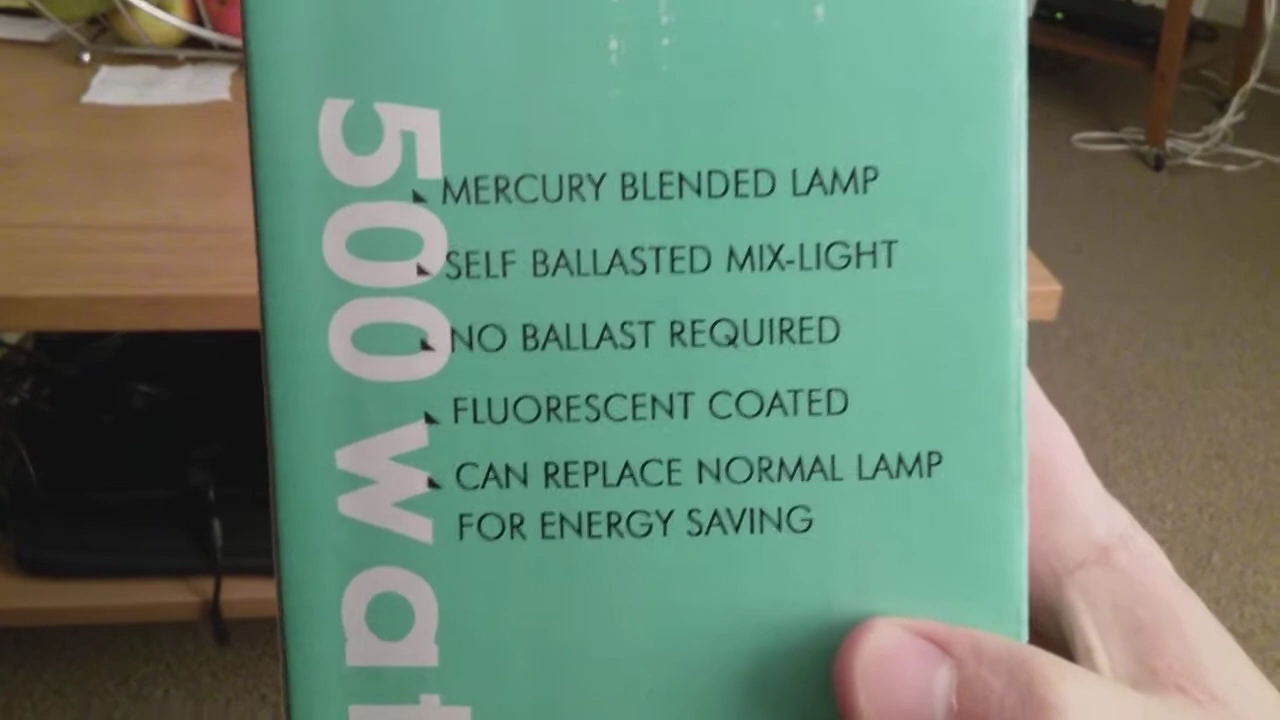 500 wat
MERCURY BLENDED LAMP
SELF BALLASTED MIX-LIGHT
NO BALLAST REQUIRED
FLUORESCENT COATED
CAN REPLACE NORMAL LAMP
FOR ENERGY SAVING